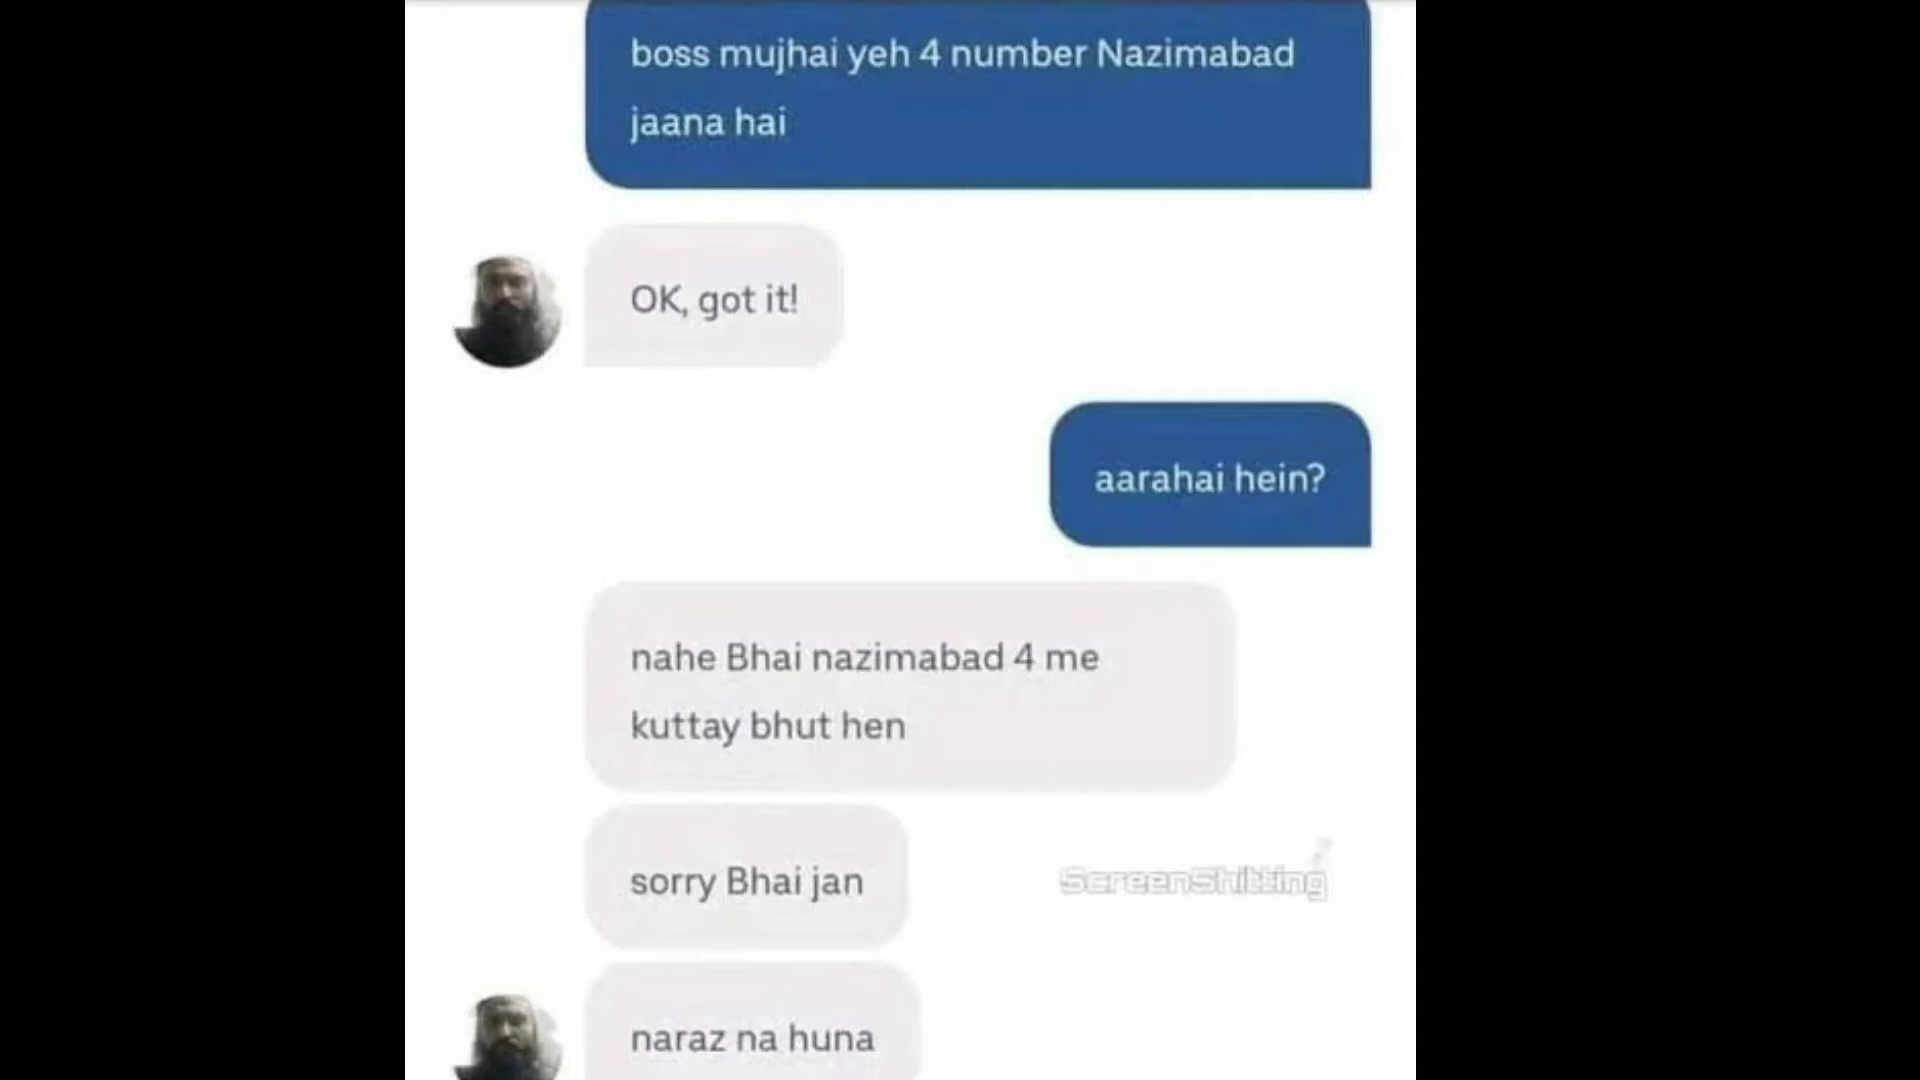 boss mujhai yeh 4 number Nazimabad
jaana hai
OK, got it!
aarahai hein?
nahe Bhai nazimabad 4 me
kuttay bhut hen
sorry Bhai jan
ScreenShitting
naraz na huna